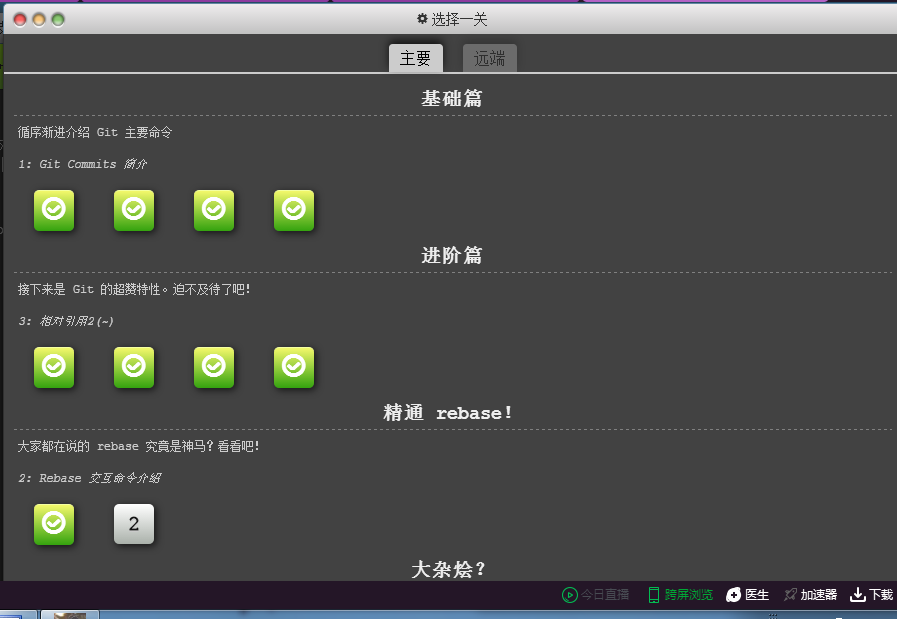 选择一关
主要 远端
基础篇
循序渐进介绍 Git 主要命令
1: Git Commits 简介
进阶篇
接下来是 Git 的超赞特性。迫不及待了吧！
3: 相对引用2(~)
精通 rebase！
大家都在说的 rebase 究竟是神马？看看吧！
2: Rebase 交互命令介绍
2
大杂烩？
今日直播 跨屏浏览 医生 加速器 下载